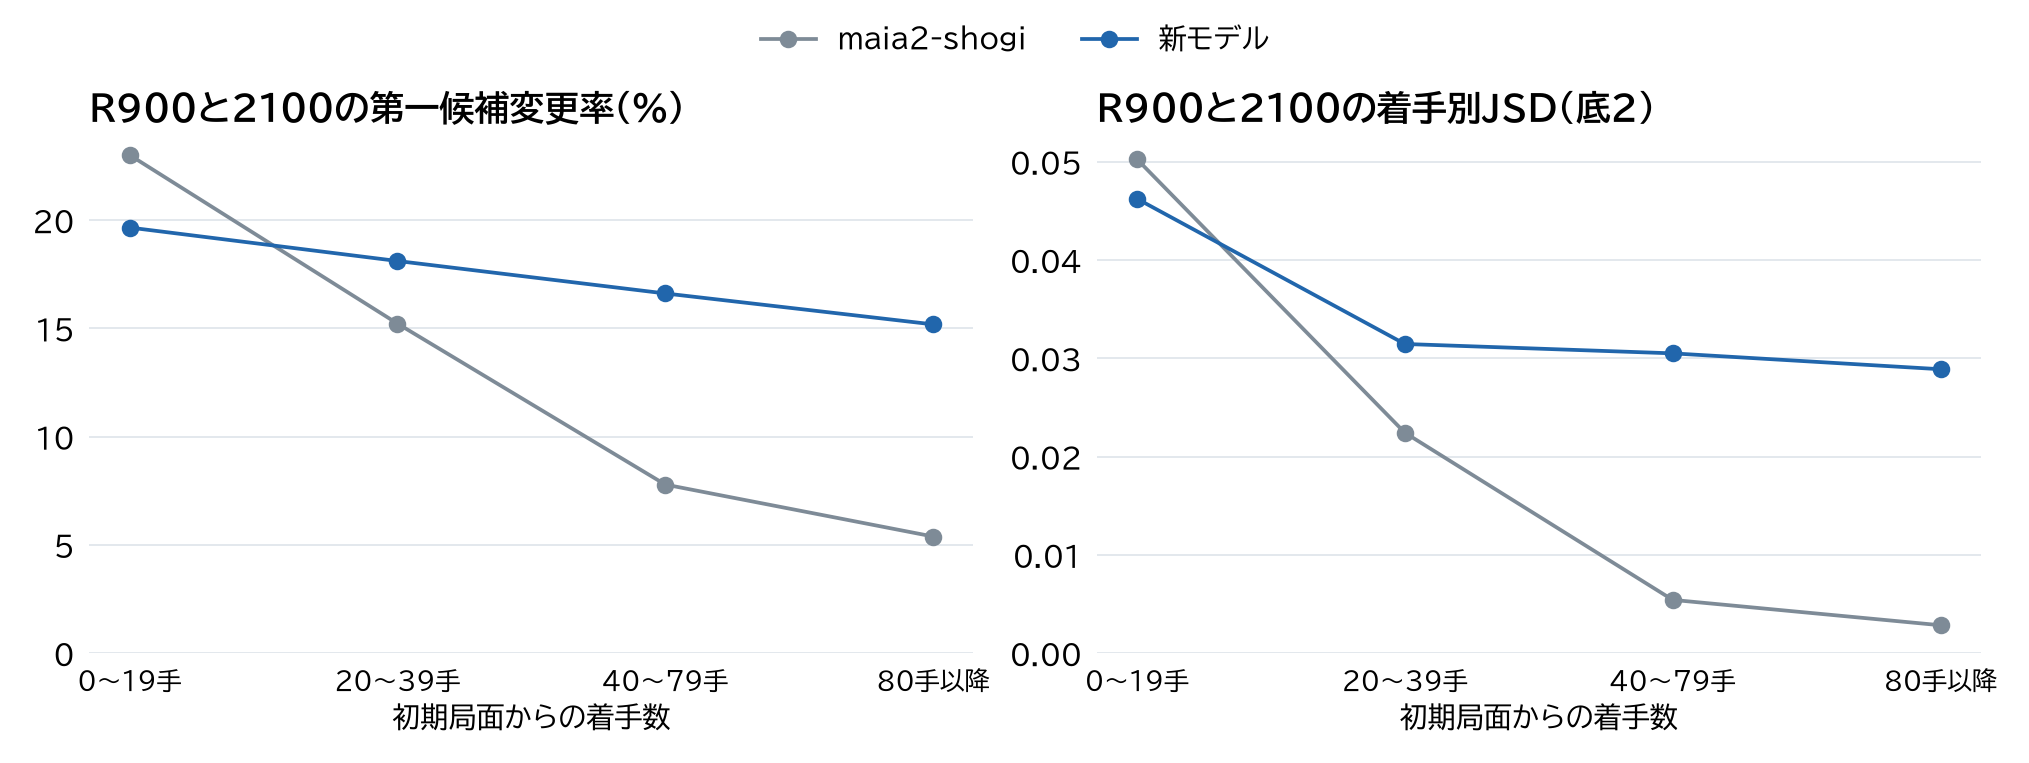 maia2-shogi
新モデル
R900と2100の第一候補変更率(%)
20
15
10
5
0
0〜19手
20〜39手
40〜79手
80手以降
初期局面からの着手数
R900と2100の着手別JSD(底2)
0.05
0.04
0.03
0.02
0.01
0.00
0〜19手
20〜39手
40〜79手
80手以降
初期局面からの着手数